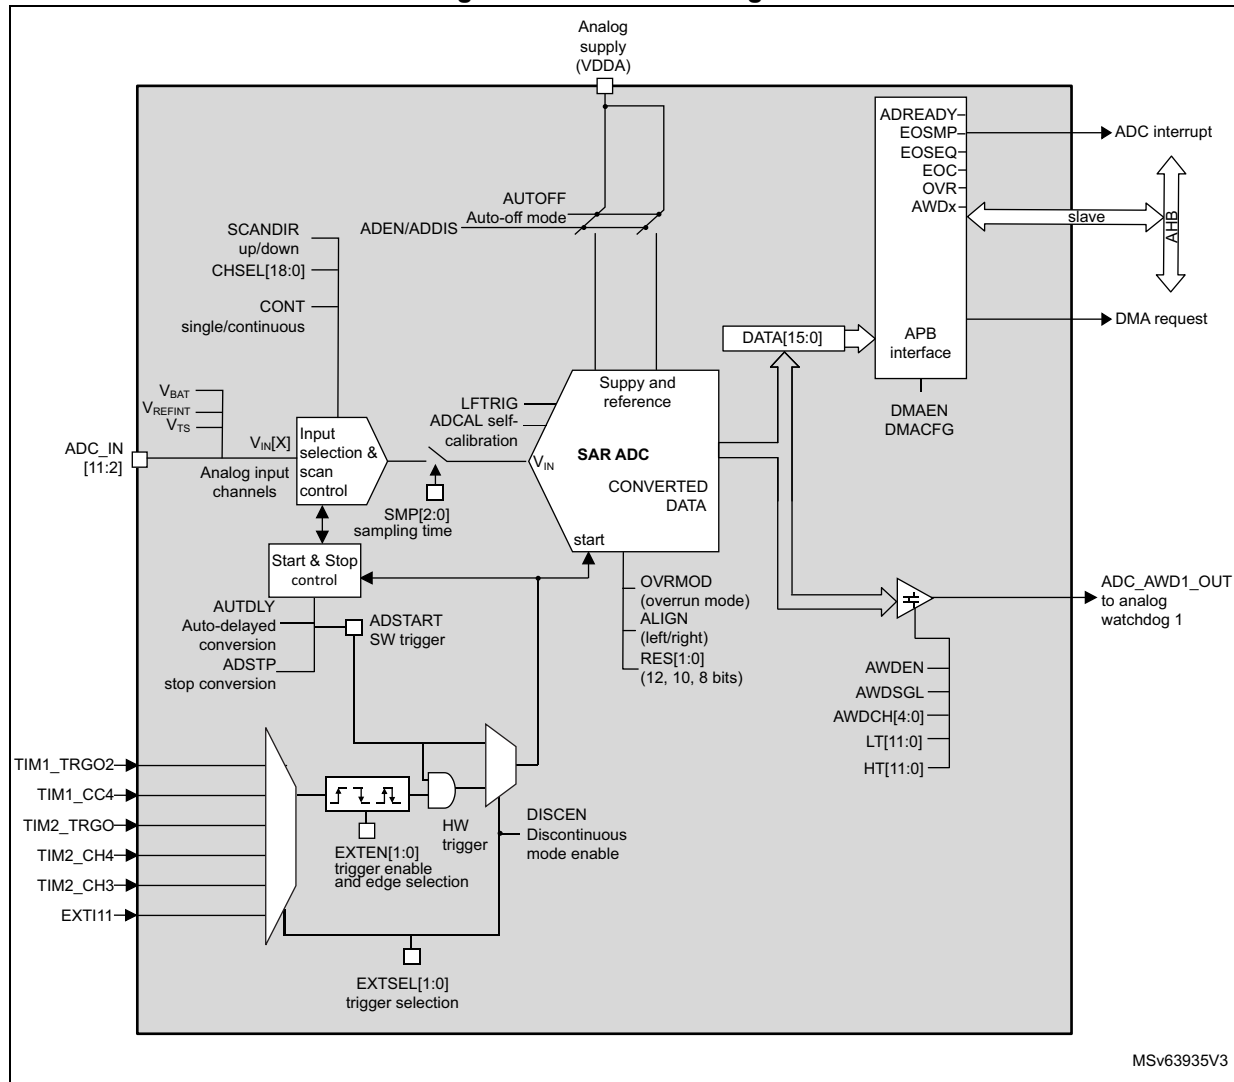 Analog
supply
(VDDA)
ADREADY
EOSMP
EOSEQ
EOC
OVR
AWDx
ADC interrupt
slave
AHB
DMA request
APB
interface
DMAEN
DMACFG
DATA[15:0]
AUTOFF
Auto-off mode
ADEN/ADDIS
SCANDIR
up/down
CHSEL[18:0]
CONT
single/continuous
VBAT
VREFINT
VTS
ADC_IN
[11:2]
VIN[X]
Analog input
channels
Input
selection &
scan
control
SMP[2:0]
sampling time
LFTRIG
ADCAL self-
calibration
Suppy and
reference
SAR ADC
VIN
CONVERTED
DATA
start
Start & Stop
control
AUTDLY
Auto-delayed
conversion
ADSTP
stop conversion
ADSTART
SW trigger
OVRMOD
(overrun mode)
ALIGN
(left/right)
RES[1:0]
(12, 10, 8 bits)
ADC_AWD1_OUT
to analog
watchdog 1
AWDEN
AWDSGL
AWDCH[4:0]
LT[11:0]
HT[11:0]
TIM1_TRGO2
TIM1_CC4
TIM2_TRGO
TIM2_CH4
TIM2_CH3
EXTI11
EXTEN[1:0]
trigger enable
and edge selection
HW
trigger
DISCEN
Discontinuous
mode enable
EXTSEL[1:0]
trigger selection
MSv63935V3